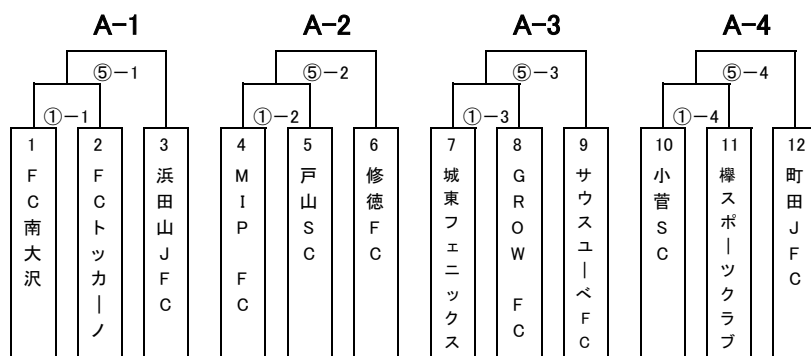 A-1 A-2 A-3 A-4
⑤-1 ⑤-2 ⑤-3 ⑤-4
①-1 ①-2 ①-3 ①-4
1 2 3 4 5 6 7 8 9 10 11 12
FC南大沢
FCトッカーノ
浜田山JFC
MIP FC
戸山SC
修徳FC
城東フェニックス
GROW FC
サウスユーベFC
小菅SC
欅スポーツクラブ
町田JFC